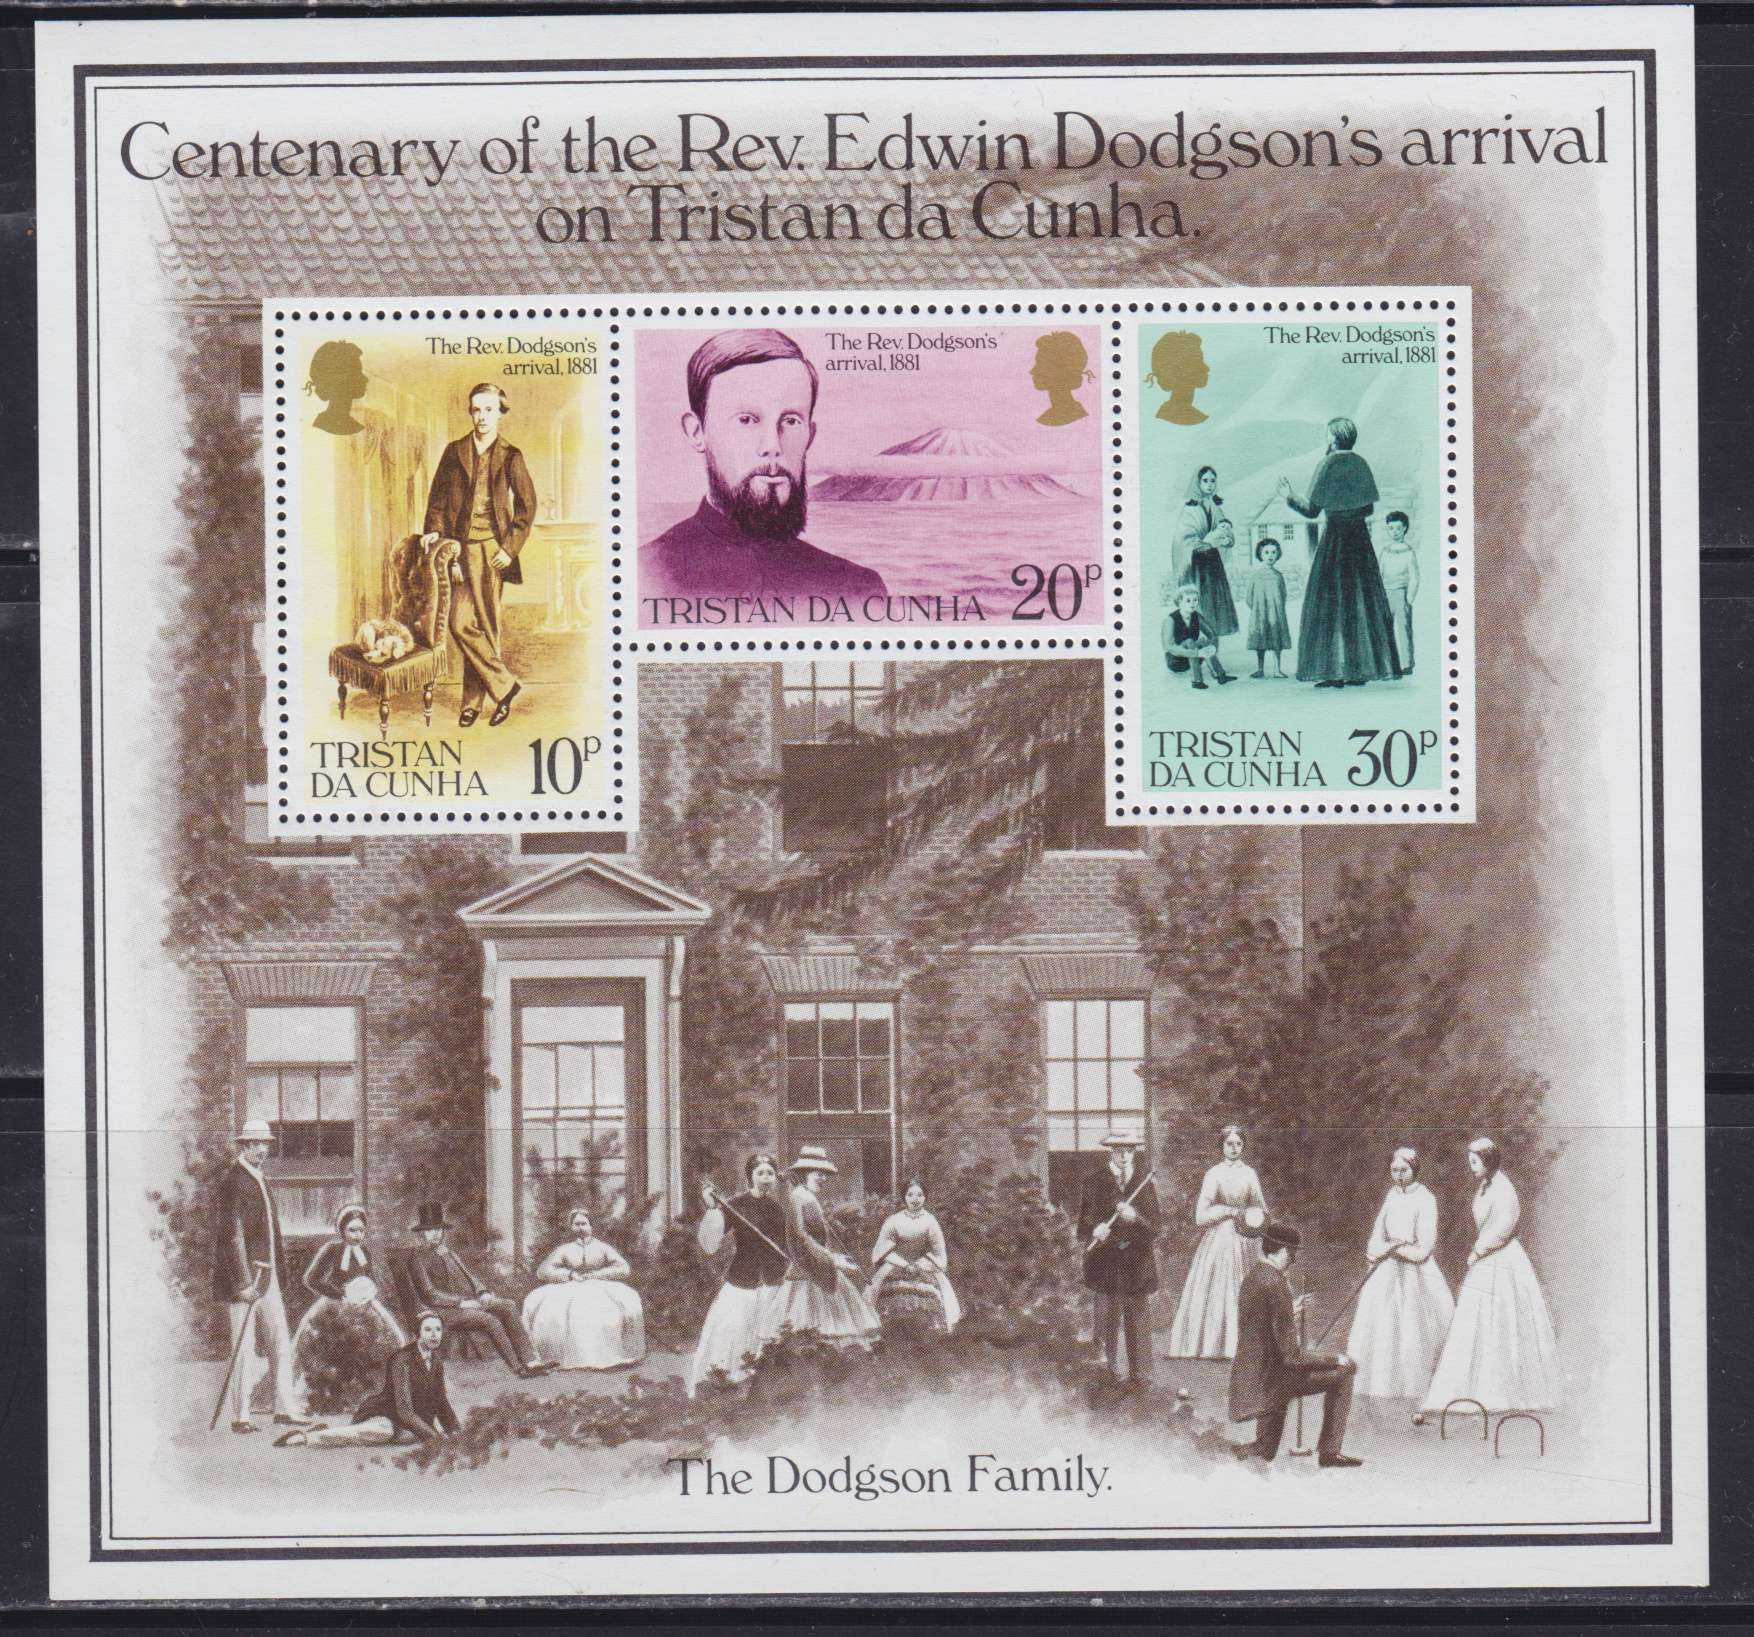 Centenary of the Rev. Edwin Dodgson's arrival
on Tristan da Cunha.
The Rev. Dodgson's
arrival, 1881
TRISTAN
DA CUNHA 10p
The Rev. Dodgson's
arrival, 1881
TRISTAN DA CUNHA 20p
The Rev. Dodgson's
arrival, 1881
TRISTAN
DA CUNHA 30p
The Dodgson Family.